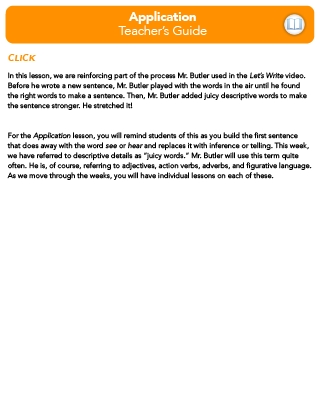 Application
Teacher's Guide
CLICK
In this lesson, we are reinforcing part of the process Mr. Butler used in the Let's Write video.
Before he wrote a new sentence, Mr. Butler played with the words in the air until he found
the right words to make a sentence. Then, Mr. Butler added juicy descriptive words to make
the sentence stronger. He stretched it!
For the Application lesson, you will remind students of this as you build the first sentence
that does away with the word see or hear and replaces it with inference or telling. This week,
we have referred to descriptive details as "juicy words." Mr. Butler will use this term quite
often. He is, of course, referring to adjectives, action verbs, adverbs, and figurative language.
As we move through the weeks, you will have individual lessons on each of these.